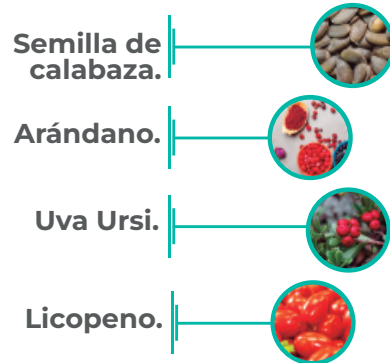 Semilla de
calabaza.
Arándano.
Uva Ursi.
Licopeno.